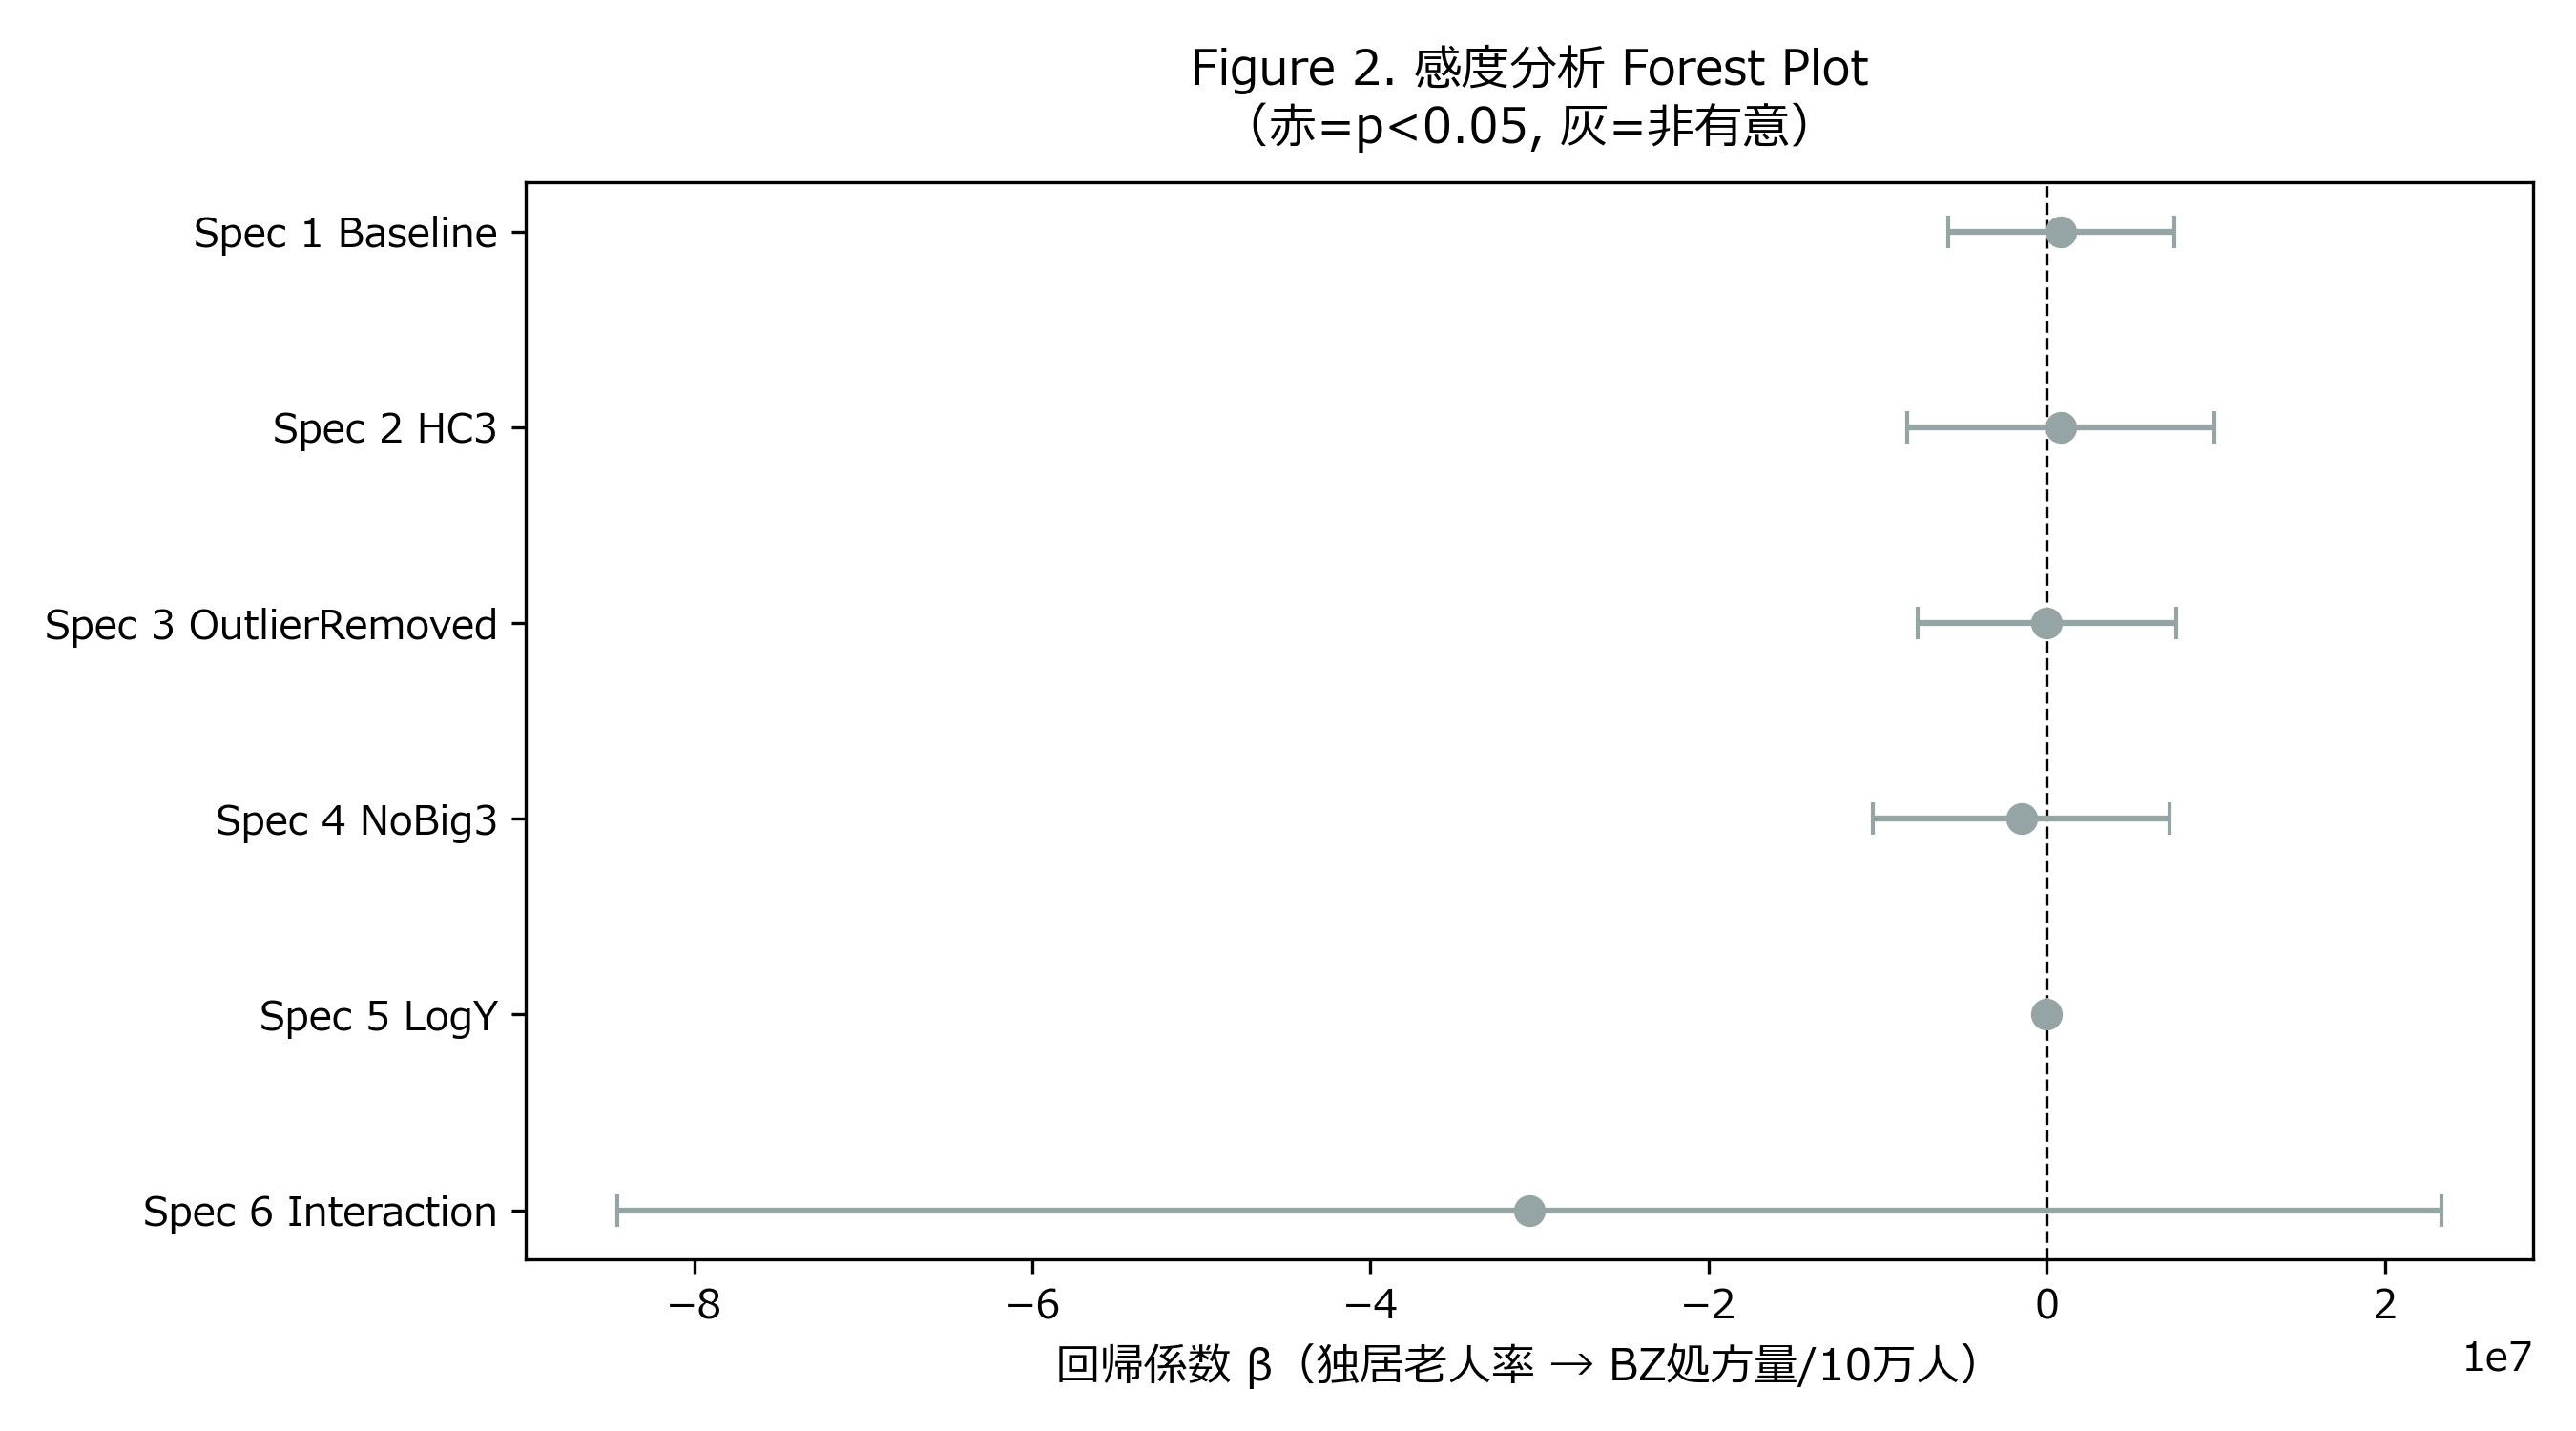 Figure 2. 感度分析 Forest Plot
（赤=p<0.05, 灰=非有意）
Spec 1 Baseline
Spec 2 HC3
Spec 3 OutlierRemoved
Spec 4 NoBig3
Spec 5 LogY
Spec 6 Interaction
−8 −6 −4 −2 0 2
1e7
回帰係数 β（独居老人率 → BZ処方量/10万人）